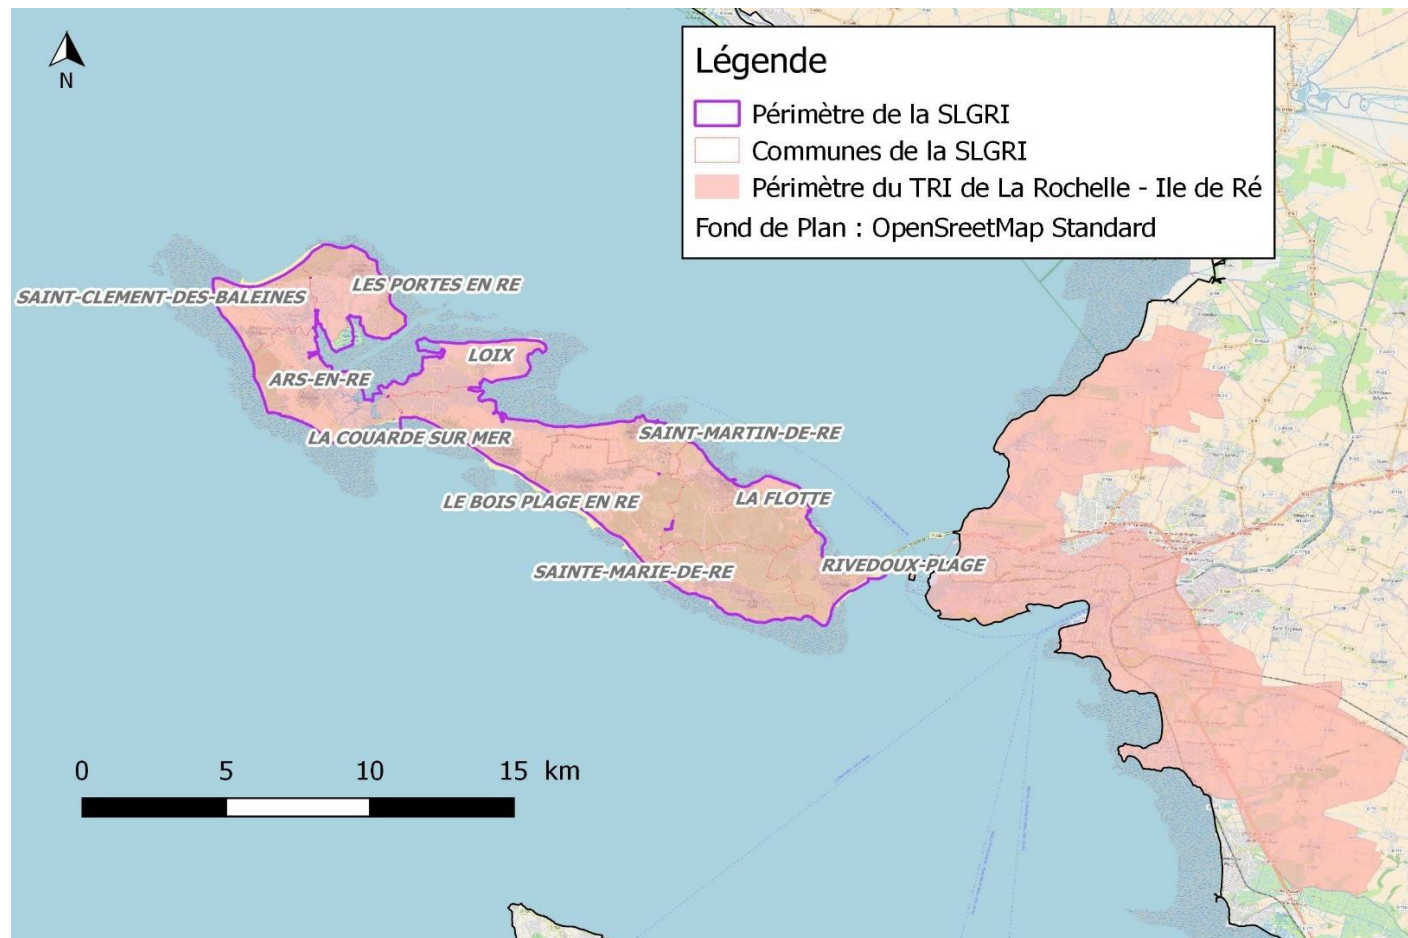 N
Légende
Périmètre de la SLGRI
Communes de la SLGRI
Périmètre du TRI de La Rochelle - Ile de Ré
Fond de Plan : OpenSreetMap Standard
LES PORTES EN RE
SAINT-CLEMENT-DES-BALEINES
LOIX
ARS-EN-RE
LA COUARDE SUR MER
SAINT-MARTIN-DE-RE
LE BOIS PLAGE EN RE
LA FLOTTE
SAINTE-MARIE-DE-RE
RIVEDOUX-PLAGE
0 5 10 15 km